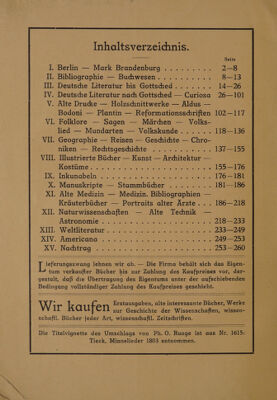 Inhaltsverzeichnis.
Seite
I. Berlin — Mark Brandenburg . . . . . . . . . 2—8
II. Bibliographie — Buchwesen . . . . . . . . . 8—13
III. Deutsche Literatur bis Gottsched . . . . . . 14—26
IV. Deutsche Literatur nach Gottsched — Curiosa 26—101
V. Alte Drucke — Holzschnittwerke — Aldus —
Bodoni — Plantin — Reformationsschriften 102—117
VI. Folklore — Sagen — Märchen — Volks-
lied — Mundarten — Volkskunde . . . . 118—136
VII. Geographie — Reisen — Geschichte — Chro-
niken — Rechtsgeschichte . . . . . . . 137—155
VIII. Illustrierte Bücher — Kunst — Architektur —
Kostüme . . . . . . . . . . . . . . . 155—176
IX. Inkunabeln . . . . . . . . . . . . . . 176—181
X. Manuskripte — Stammbücher . . . . . . . 181—186
XI. Alte Medizin — Medizin. Bibliographien —
Kräuterbücher — Portraits alter Ärzte . . . 186—218
XII. Naturwissenschaften — Alte Technik —
Astronomie . . . . . . . . . . . . . . 218—233
XIII. Weltliteratur . . . . . . . . . . . . . . 233—249
XIV. Americana . . . . . . . . . . . . . . . 249—253
XV. Nachtrag . . . . . . . . . . . . . . . 253—260
Lieferungszwang lehnen wir ab. — Die Firma behält sich das Eigen-
tum verkaufter Bücher bis zur Zahlung des Kaufpreises vor, der-
gestalt, daß die Übertragung des Eigentums unter der aufschiebenden
Bedingung vollständiger Zahlung des Kaufpreises geschieht.
Wir kaufen Erstausgaben, alte interessante Bücher, Werke
zur Geschichte der Wissenschaften, wissen-
schaftl. Bücher jeder Art, wissenschaftl. Zeitschriften.
Die Titelvignette des Umschlags von Ph. O. Runge ist aus Nr. 1615:
Tieck, Minnelieder 1803 entnommen.